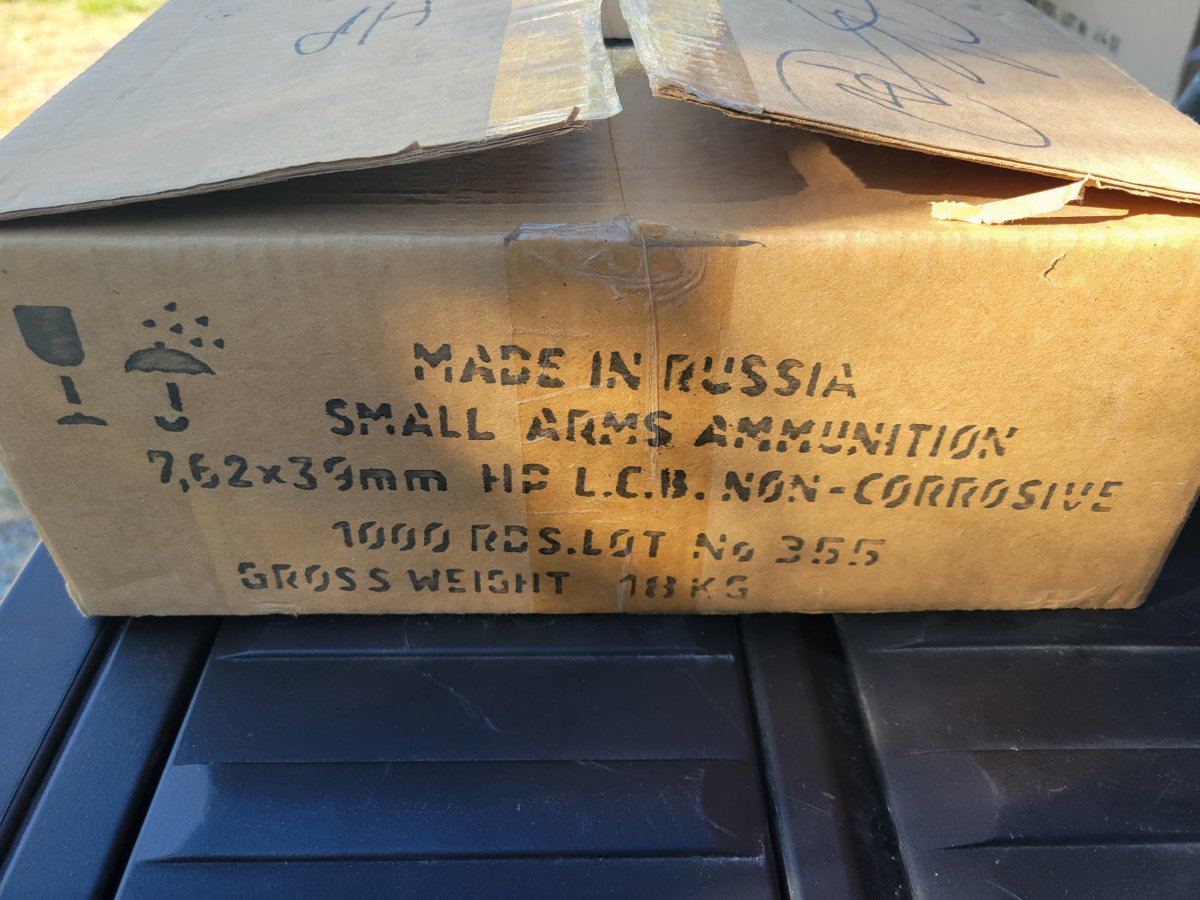 MADE IN RUSSIA
SMALL ARMS AMMUNITION
7,62x39mm HP L.C.B. NON-CORROSIVE
1000 RDS.LOT No 355
GROSS WEIGHT 18KG